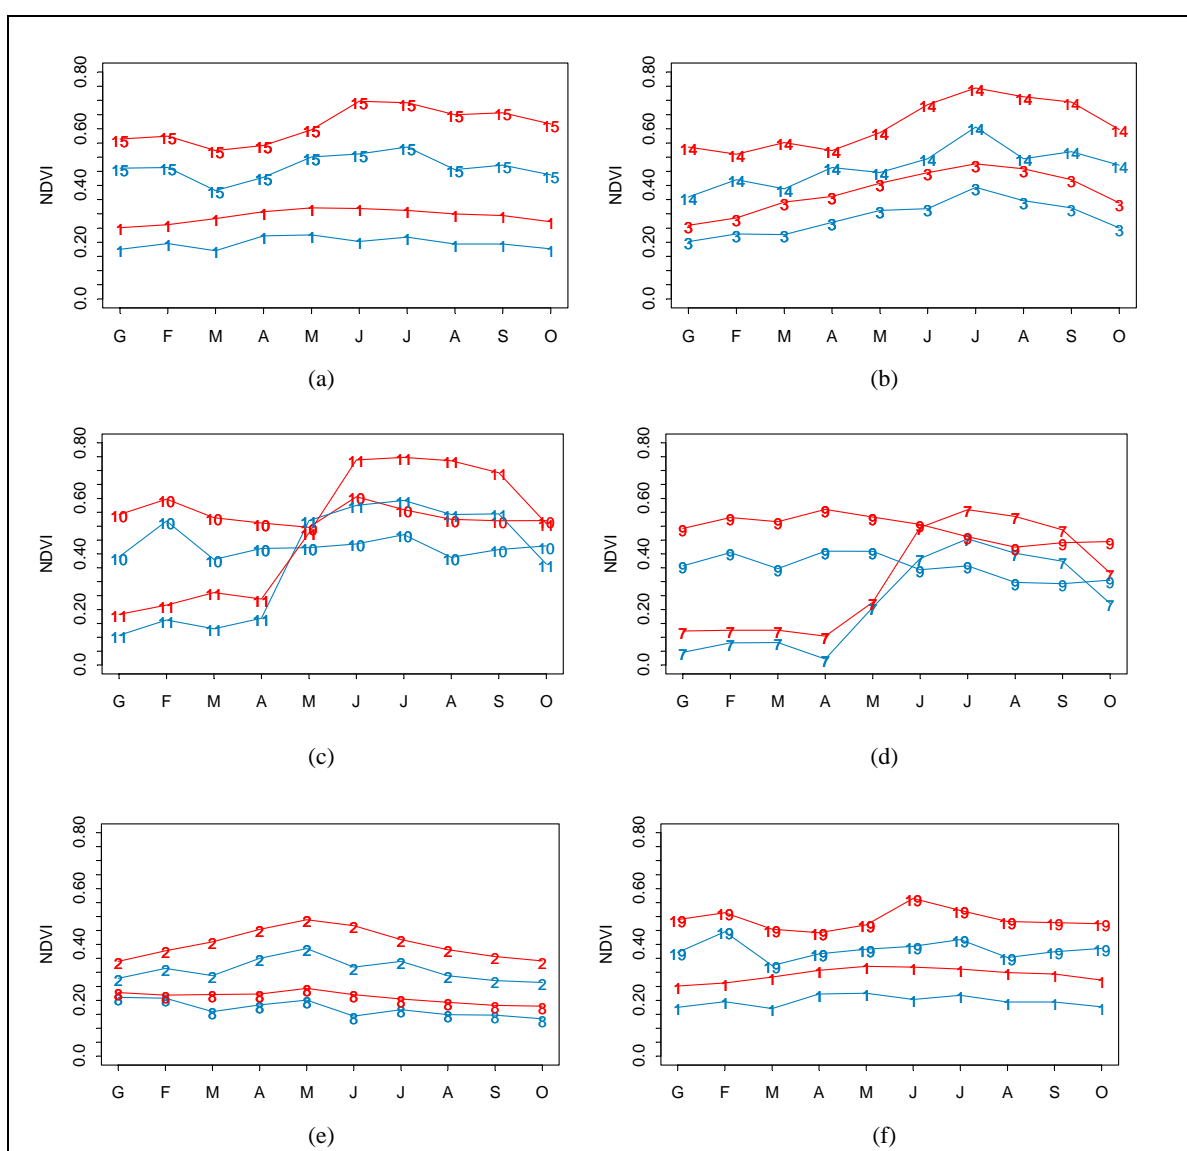 NDVI
0.0 0.20 0.40 0.60 0.80
15 15 15 15 15 15 15 15 15 15
15 15 15 15 15 15 15 15 15 15
1 1 1 1 1 1 1 1 1 1
1 1 1 1 1 1 1 1 1 1
G F M A M J J A S O
(a)
NDVI
0.0 0.20 0.40 0.60 0.80
14 14 14 14 14 14 14 14 14 14
14 14 14 14 14 14 14 14 14 14
3 3 3 3 3 3 3 3 3 3
3 3 3 3 3 3 3 3 3 3
G F M A M J J A S O
(b)
NDVI
0.0 0.20 0.40 0.60 0.80
10 10 10 10 10 10 10 10 10 10
10 10 10 10 10 10 10 10 10 10
11 11 11 11 11 11 11 11 11 11
11 11 11 11 11 11 11 11 11 11
G F M A M J J A S O
(c)
NDVI
0.0 0.20 0.40 0.60 0.80
9 9 9 9 9 9 9 9 9 9
9 9 9 9 9 9 9 9 9 9
7 7 7 7 7 7 7 7 7 7
7 7 7 7 7 7 7 7 7 7
G F M A M J J A S O
(d)
NDVI
0.0 0.20 0.40 0.60 0.80
2 2 2 2 2 2 2 2 2 2
2 2 2 2 2 2 2 2 2 2
8 8 8 8 8 8 8 8 8 8
8 8 8 8 8 8 8 8 8 8
G F M A M J J A S O
(e)
NDVI
0.0 0.20 0.40 0.60 0.80
19 19 19 19 19 19 19 19 19 19
19 19 19 19 19 19 19 19 19 19
1 1 1 1 1 1 1 1 1 1
1 1 1 1 1 1 1 1 1 1
G F M A M J J A S O
(f)